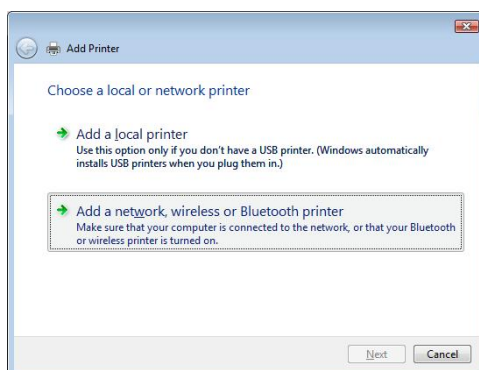 Add Printer
Choose a local or network printer
Add a local printer
Use this option only if you don't have a USB printer. (Windows automatically
installs USB printers when you plug them in.)
Add a network, wireless or Bluetooth printer
Make sure that your computer is connected to the network, or that your Bluetooth
or wireless printer is turned on.
Next Cancel